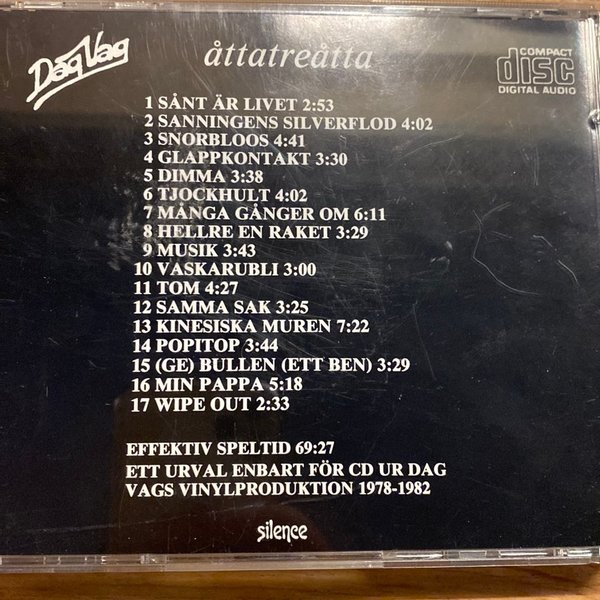 Dag Vag
åttatreåtta
COMPACT
disc
DIGITAL AUDIO
1 SÅNT ÄR LIVET 2:53
2 SANNINGENS SILVERFLOD 4:02
3 SNORBLOOS 4:41
4 GLAPPKONTAKT 3:30
5 DIMMA 3:38
6 TJOCKHULT 4:02
7 MÅNGA GÅNGER OM 6:11
8 HELLRE EN RAKET 3:29
9 MUSIK 3:43
10 VASKARUBLI 3:00
11 TOM 4:27
12 SAMMA SAK 3:25
13 KINESISKA MUREN 7:22
14 POPITOP 3:44
15 (GE) BULLEN (ETT BEN) 3:29
16 MIN PAPPA 5:18
17 WIPE OUT 2:33
EFFEKTIV SPELTID 69:27
ETT URVAL ENBART FÖR CD UR DAG
VAGS VINYLPRODUKTION 1978-1982
silence